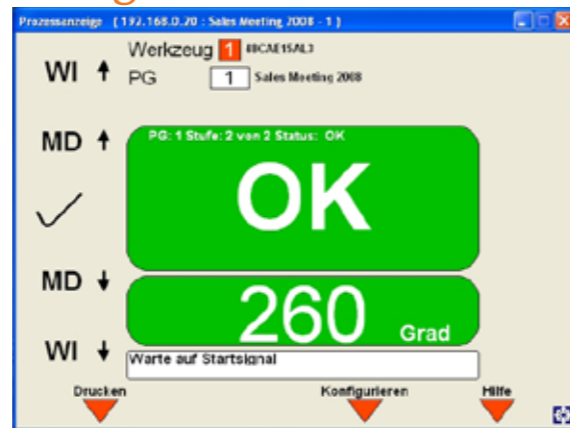 Prozessanzeige ( 192.168.0.20 : Sales Meeting 2008 - 1 )
Werkzeug 1
WI PG 1 Sales Meeting 2008
MD PG: 1 Stufe: 2 von 2 Status: OK
OK
MD 260 Grad
WI Warte auf Startsignal
Drucken Konfigurieren Hilfe